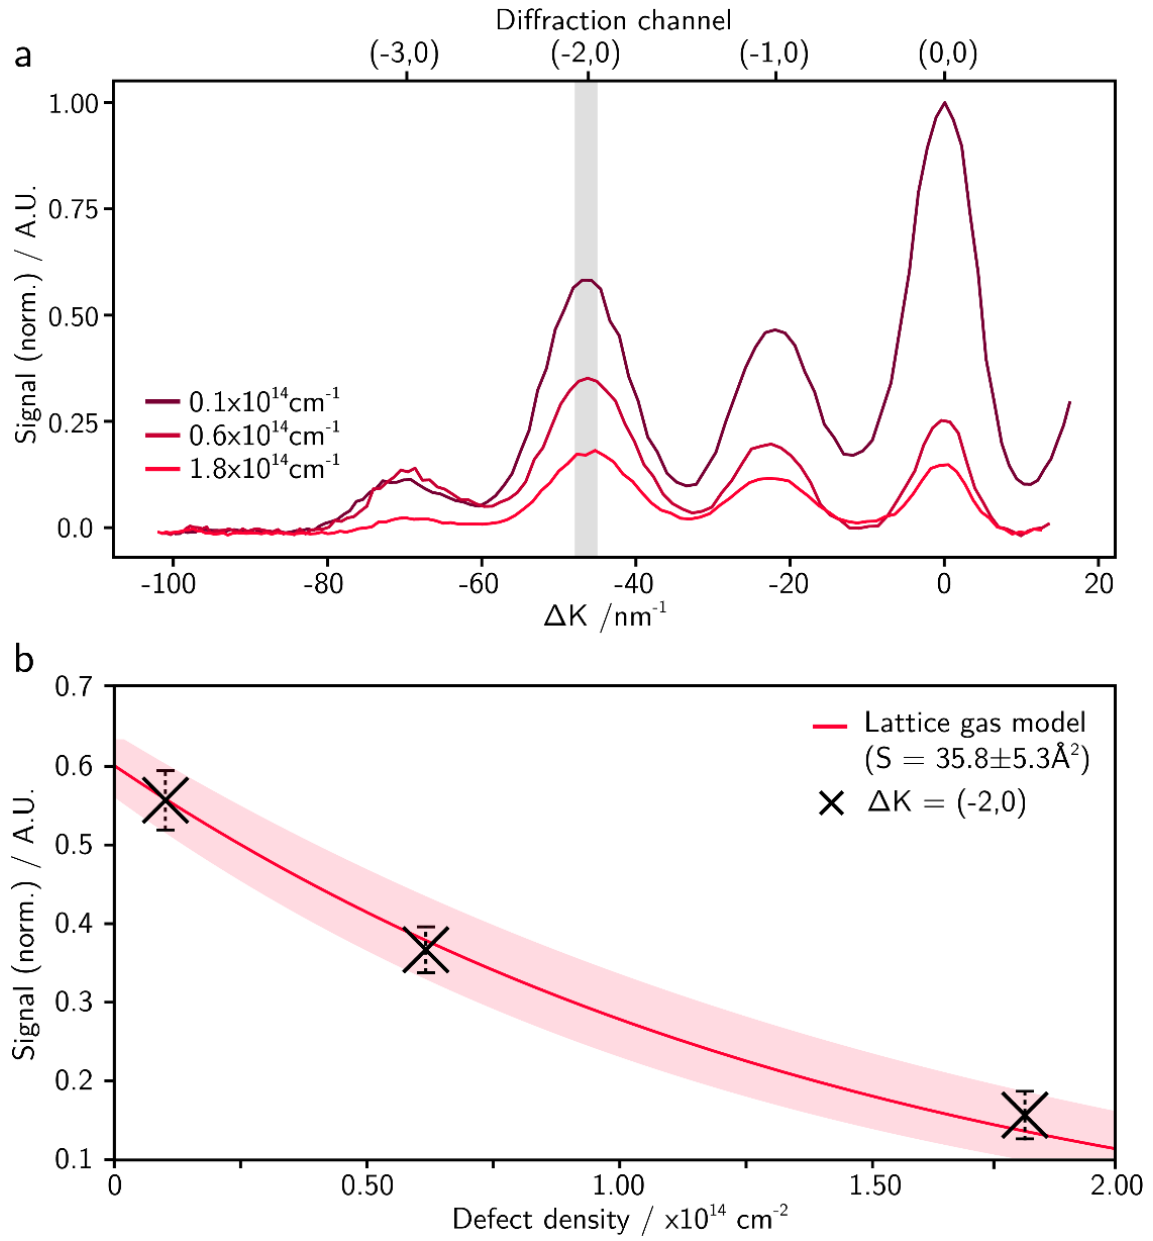 a
Diffraction channel
(-3,0) (-2,0) (-1,0) (0,0)
Signal (norm.) / A.U.
1.00
0.75
0.50
0.25
0.0
0.1x10¹⁴cm⁻¹
0.6x10¹⁴cm⁻¹
1.8x10¹⁴cm⁻¹
-100 -80 -60 -40 -20 0 20
ΔK /nm⁻¹
b
Signal (norm.) / A.U.
0.7
0.6
0.5
0.4
0.3
0.2
0.1
Lattice gas model
(S = 35.8±5.3Å²)
ΔK = (-2,0)
0 0.50 1.00 1.50 2.00
Defect density / x10¹⁴ cm⁻²